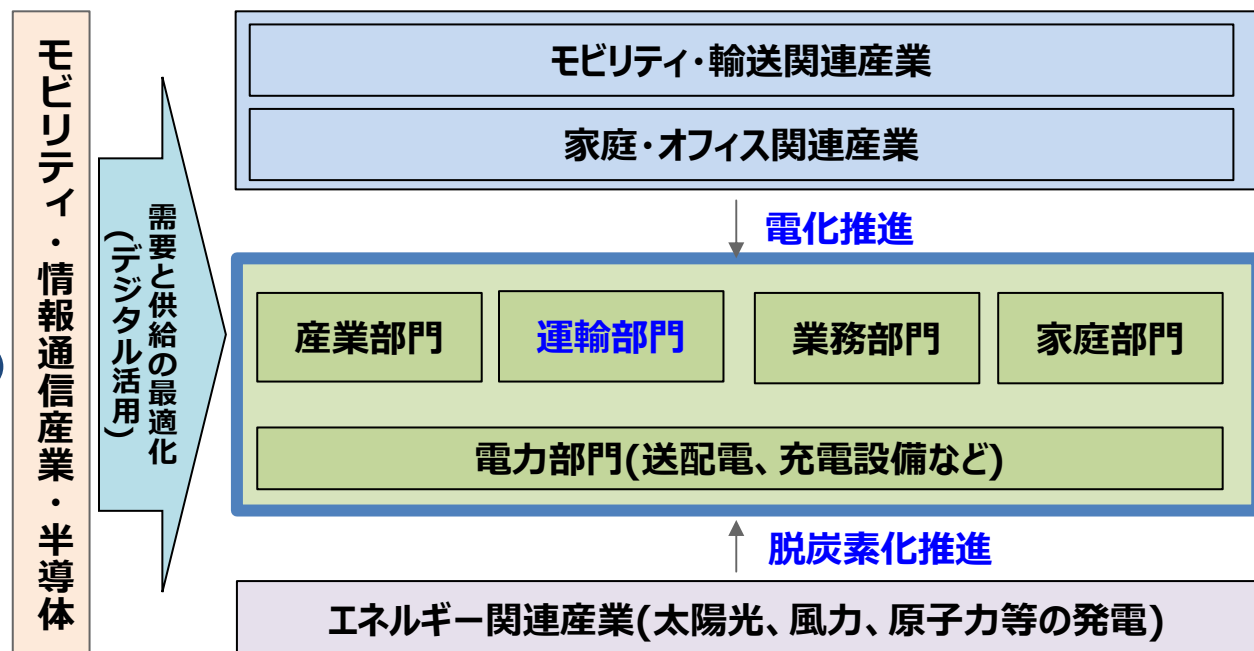 モビリティ・情報通信産業・半導体
需要と供給の最適化
(デジタル活用)
モビリティ・輸送関連産業
家庭・オフィス関連産業
電化推進
産業部門
運輸部門
業務部門
家庭部門
電力部門(送配電、充電設備など)
脱炭素化推進
エネルギー関連産業(太陽光、風力、原子力等の発電)